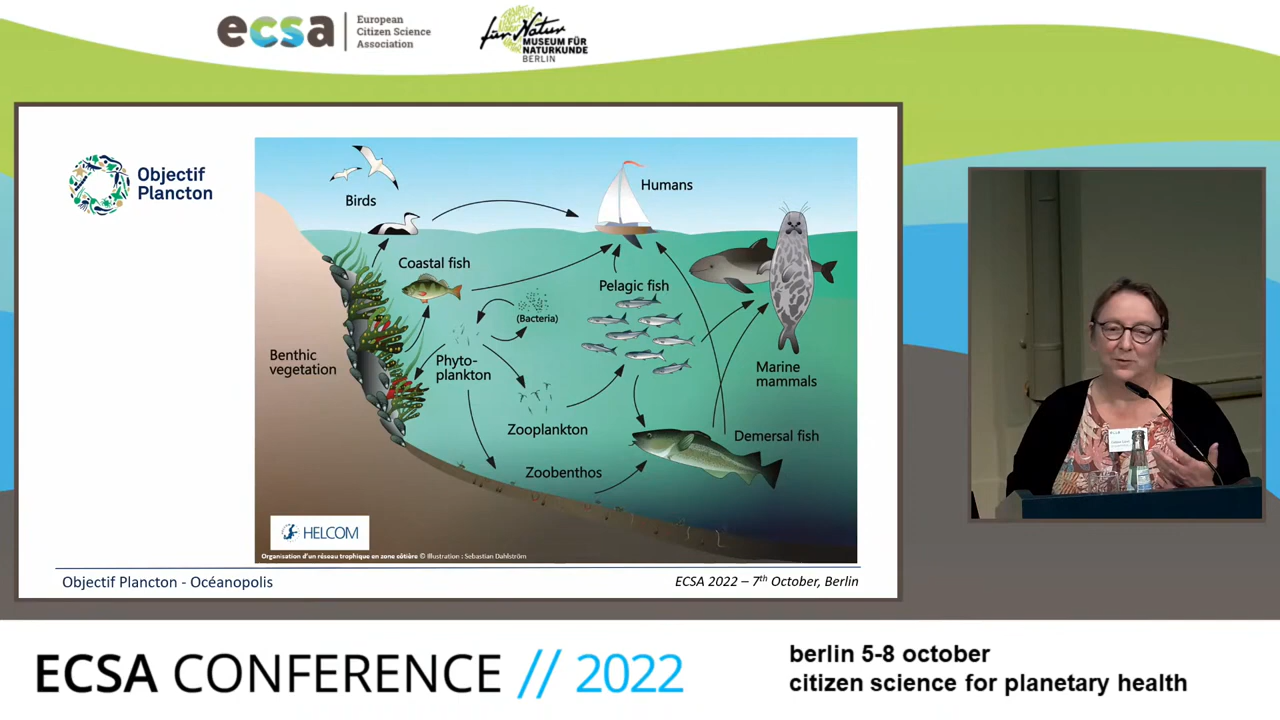 ecsa
European
Citizen Science
Association
für Natur
MUSEUM FÜR
NATURKUNDE
BERLIN
Objectif
Plancton
Birds
Humans
Coastal fish
Pelagic fish
(Bacteria)
Benthic
vegetation
Phyto-
plankton
Marine
mammals
Zooplankton
Demersal fish
Zoobenthos
HELCOM
Organisation d'un réseau trophique en zone côtière © Illustration : Sebastian Dahlström
Objectif Plancton - Océanopolis
ECSA 2022 – 7th October, Berlin
ECSA CONFERENCE // 2022
berlin 5-8 october
citizen science for planetary health